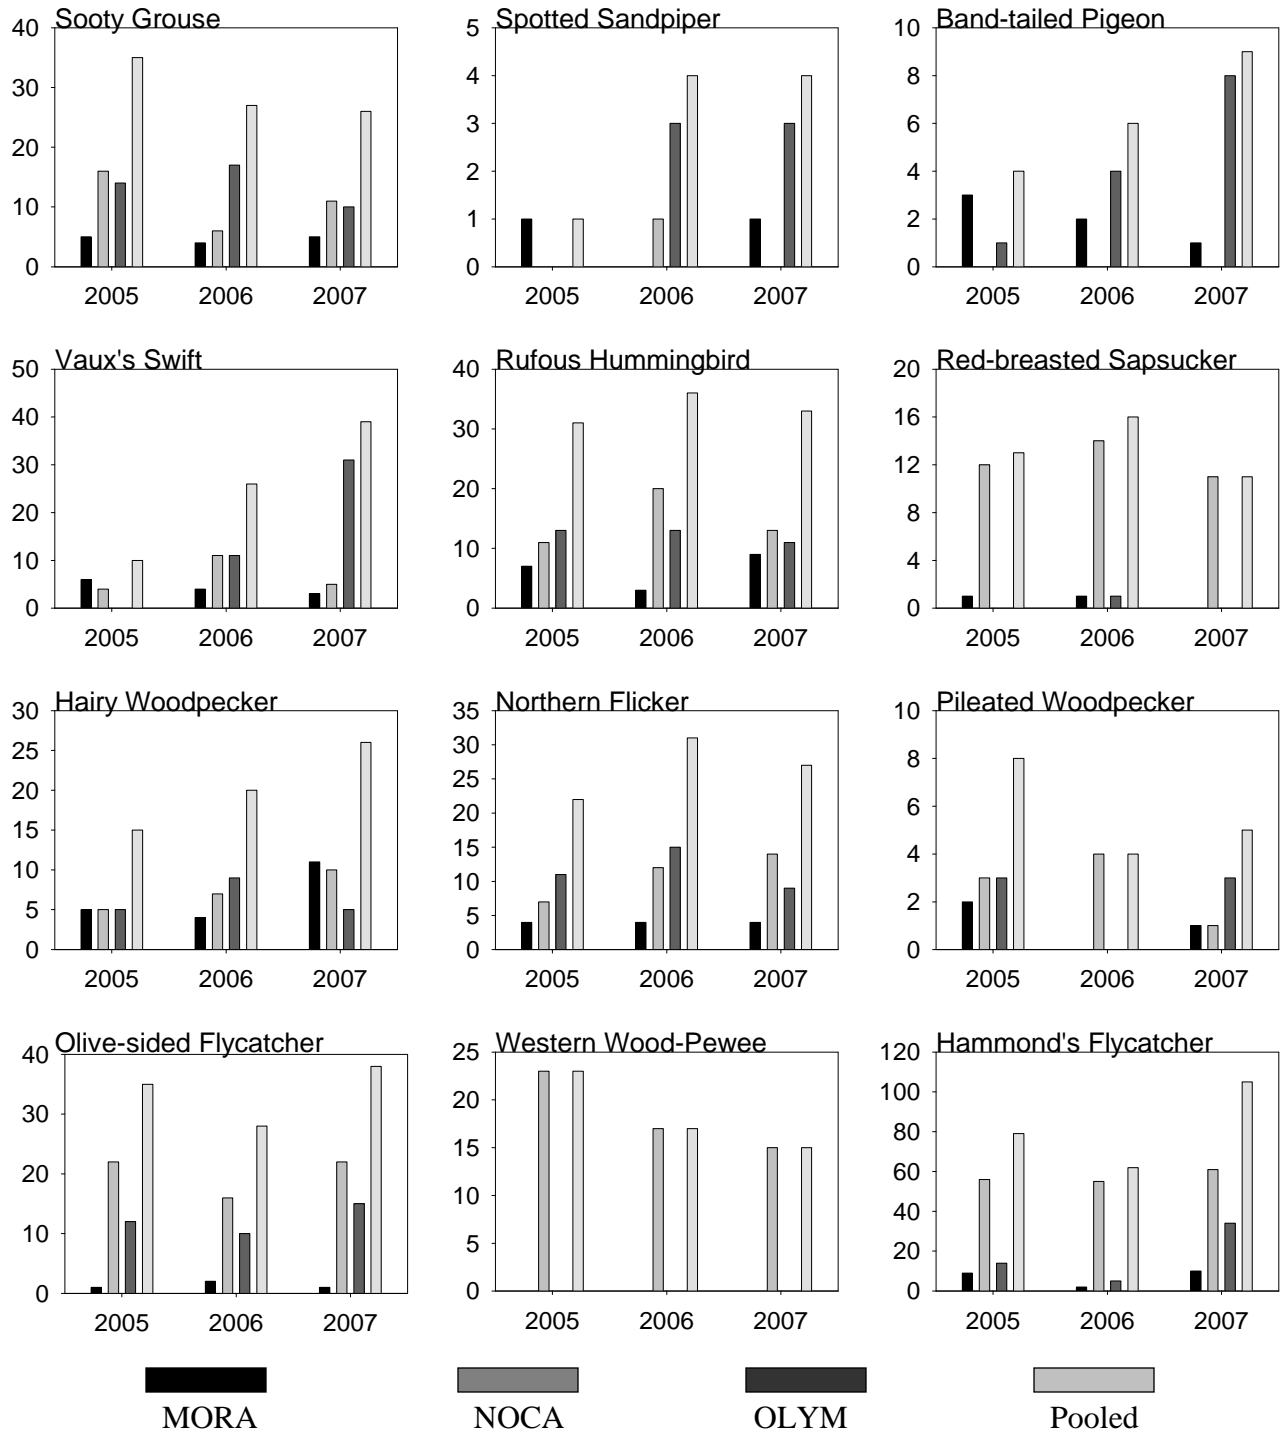 Sooty Grouse Spotted Sandpiper Band-tailed Pigeon
40 5 10
30 4 8
20 3 6
10 2 4
0 1 2
0 0
2005 2006 2007 2005 2006 2007 2005 2006 2007
Vaux's Swift Rufous Hummingbird Red-breasted Sapsucker
50 40 20
40 30 16
30 20 12
20 10 8
10 0 4
0 0
2005 2006 2007 2005 2006 2007 2005 2006 2007
Hairy Woodpecker Northern Flicker Pileated Woodpecker
30 35 10
25 30 8
20 25 6
15 20 4
10 15 2
5 10 0
0 5
0
2005 2006 2007 2005 2006 2007 2005 2006 2007
Olive-sided Flycatcher Western Wood-Pewee Hammond's Flycatcher
40 25 120
30 20 100
20 15 80
10 10 60
0 5 40
0 20
0
2005 2006 2007 2005 2006 2007 2005 2006 2007
MORA NOCA OLYM Pooled